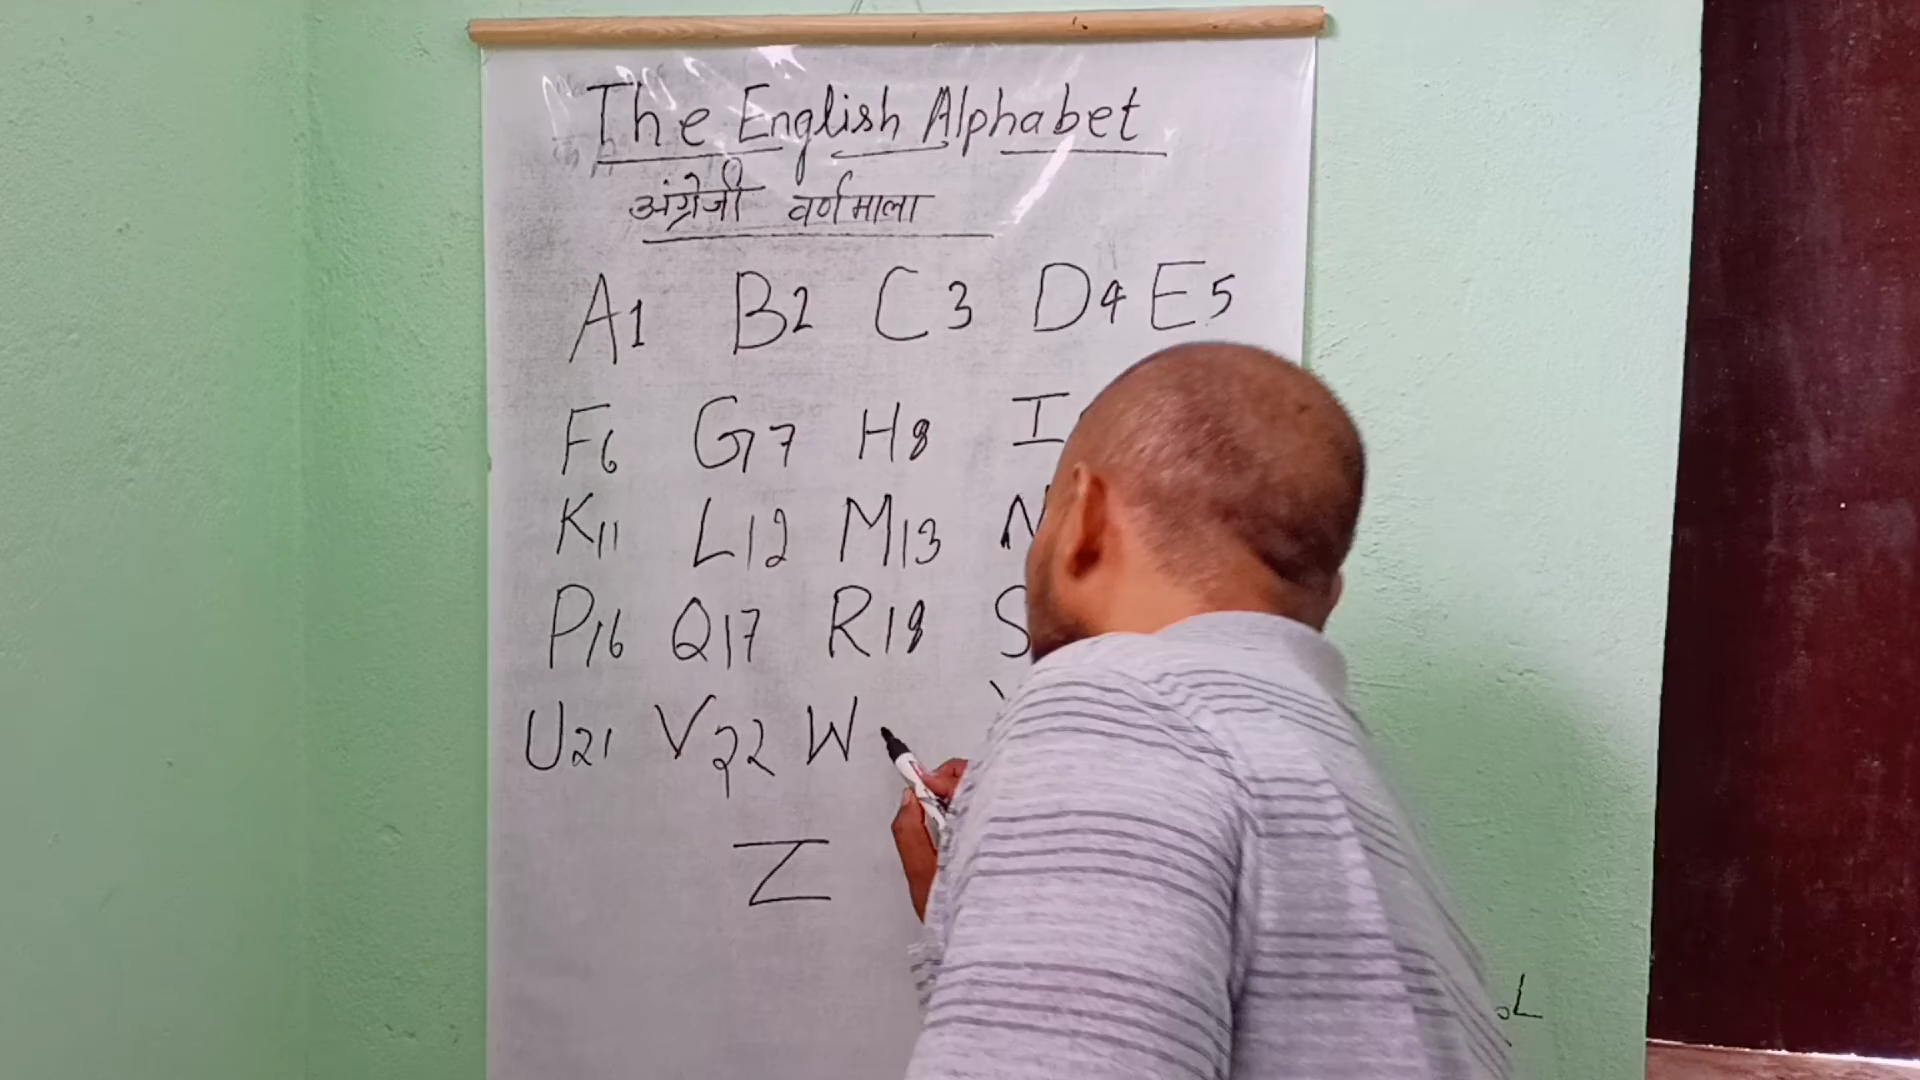 The English Alphabet
अंग्रेजी वर्णमाला
A1 B2 C3 D4 E5
F6 G7 H8 I
K11 L12 M13 N
P16 Q17 R18 S
U21 V22 W
Z